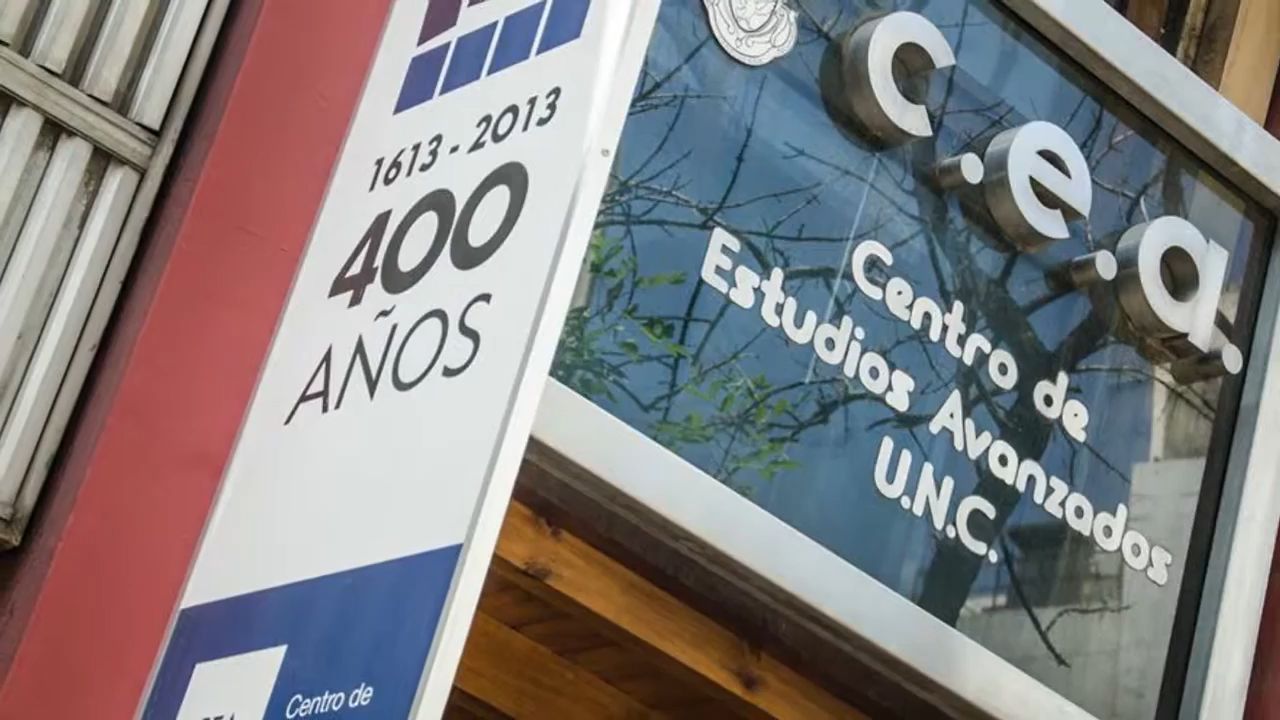 1613 - 2013
400
AÑOS
Centro de
c.e.a.
Centro de
Estudios Avanzados
U.N.C.